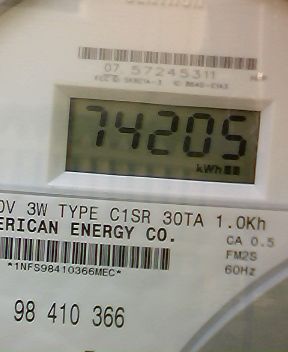 07 57245311
74205
kWh
0V 3W TYPE C1SR 30TA 1.0Kh
ERICAN ENERGY CO.
CA 0.5
FM2S
60Hz
*1NFS98410366MEC*
98 410 366